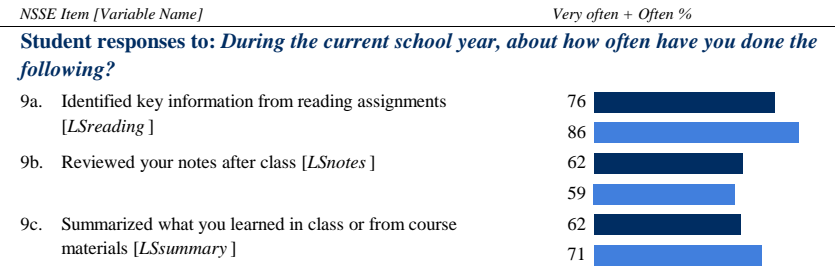 NSSE Item [Variable Name] Very often + Often %
Student responses to: During the current school year, about how often have you done the
following?
9a. Identified key information from reading assignments 76
[LSreading ] 86
9b. Reviewed your notes after class [LSnotes ] 62
59
9c. Summarized what you learned in class or from course 62
materials [LSsummary ] 71